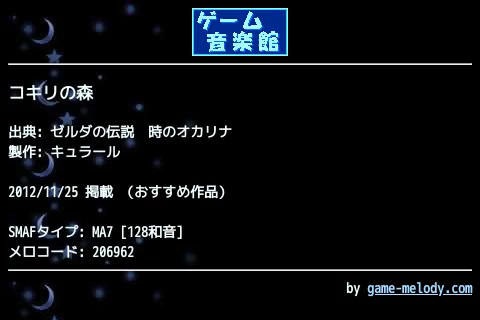 ゲーム
音楽館
コキリの森
出典: ゼルダの伝説　時のオカリナ
製作: キュラール
2012/11/25 掲載　(おすすめ作品)
SMAFタイプ: MA7 [128和音]
メロコード: 206962
by game-melody.com